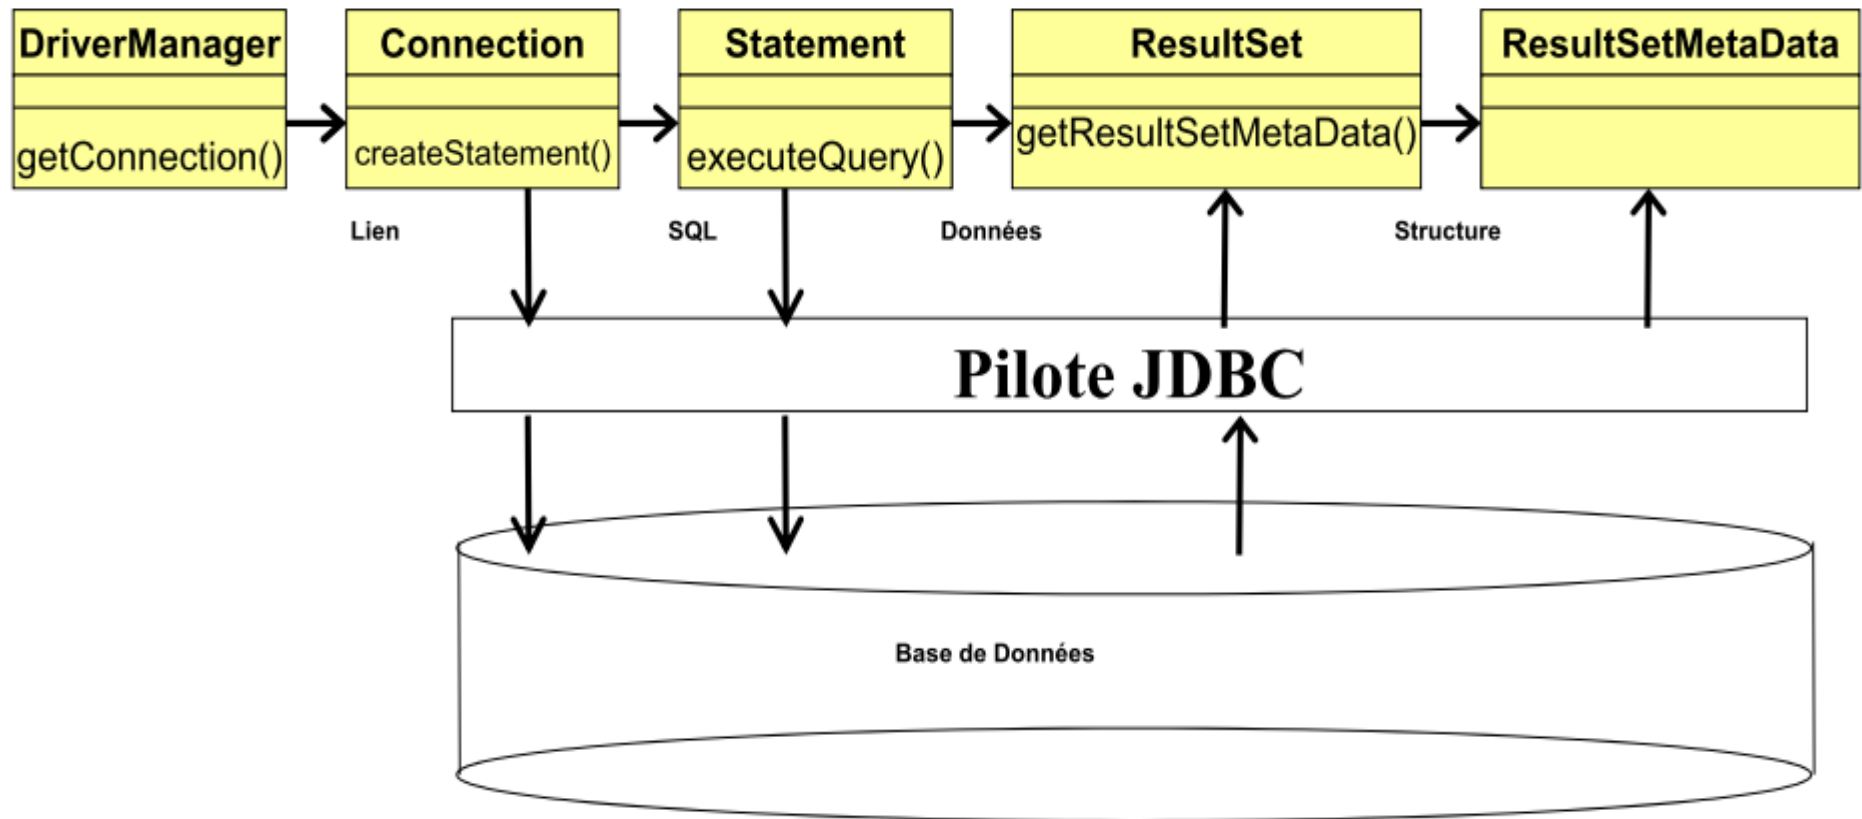 DriverManager
Connection
Statement
ResultSet
ResultSetMetaData
getConnection()
createStatement()
executeQuery()
getResultSetMetaData()
Lien
SQL
Données
Structure
Pilote JDBC
Base de Données